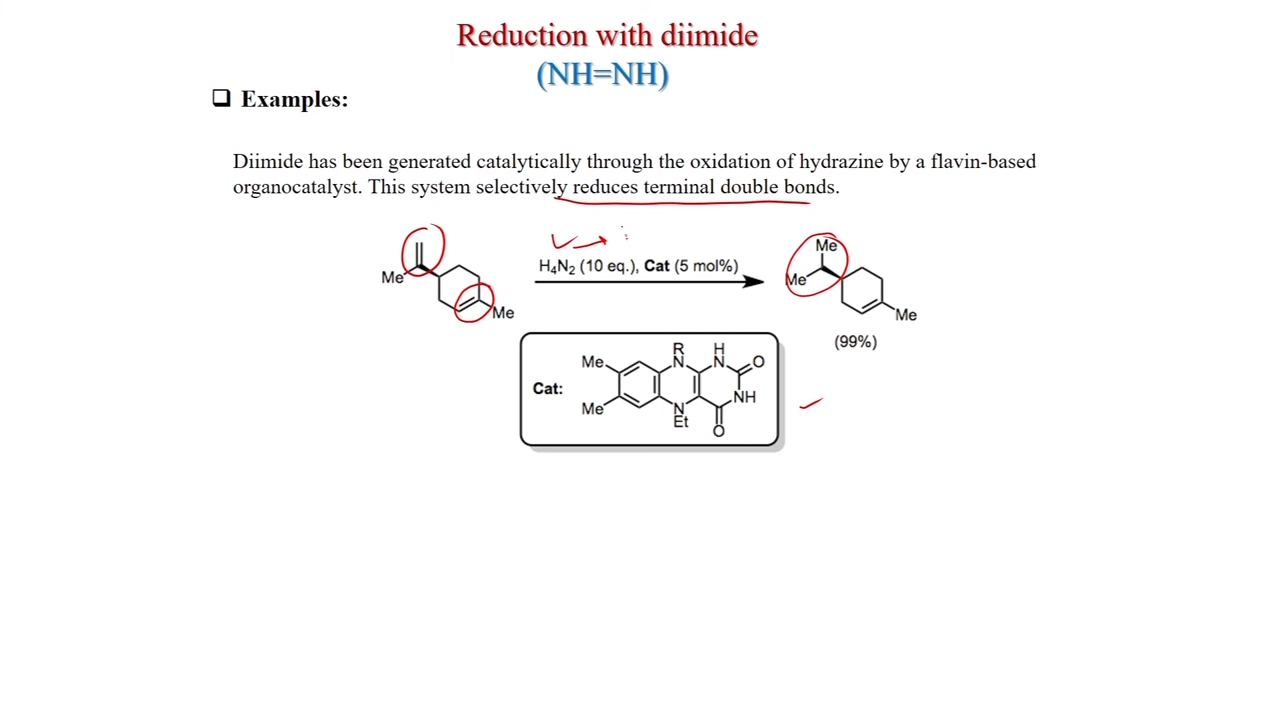 Reduction with diimide
(NH=NH)
❑ Examples:
Diimide has been generated catalytically through the oxidation of hydrazine by a flavin-based
organocatalyst. This system selectively reduces terminal double bonds.
Me
Me
H₄N₂ (10 eq.), Cat (5 mol%)
Me
Me
Me
(99%)
Cat:
Me
Me
R
N
H
N
O
NH
N
Et
O